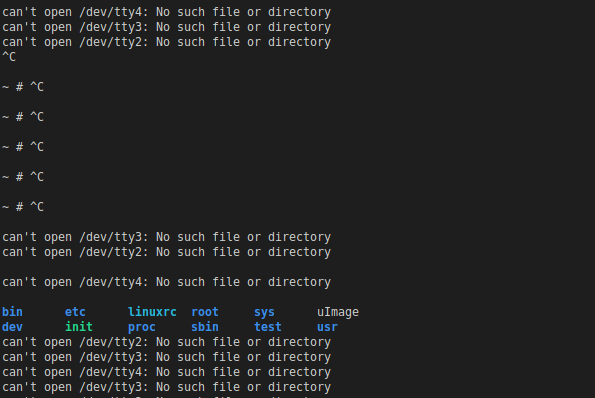 can't open /dev/tty4: No such file or directory
can't open /dev/tty3: No such file or directory
can't open /dev/tty2: No such file or directory
^C
~ # ^C
~ # ^C
~ # ^C
~ # ^C
~ # ^C
can't open /dev/tty3: No such file or directory
can't open /dev/tty2: No such file or directory
can't open /dev/tty4: No such file or directory
bin etc linuxrc root sys uImage
dev init proc sbin test usr
can't open /dev/tty2: No such file or directory
can't open /dev/tty3: No such file or directory
can't open /dev/tty4: No such file or directory
can't open /dev/tty3: No such file or directory